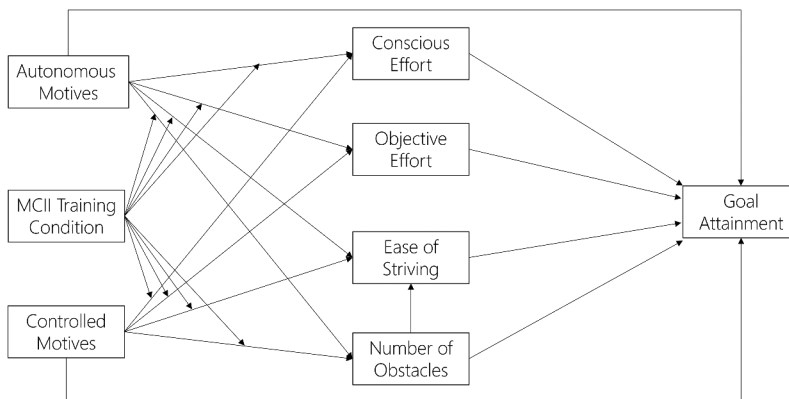 Autonomous
Motives
MCII Training
Condition
Controlled
Motives
Conscious
Effort
Objective
Effort
Ease of
Striving
Number of
Obstacles
Goal
Attainment